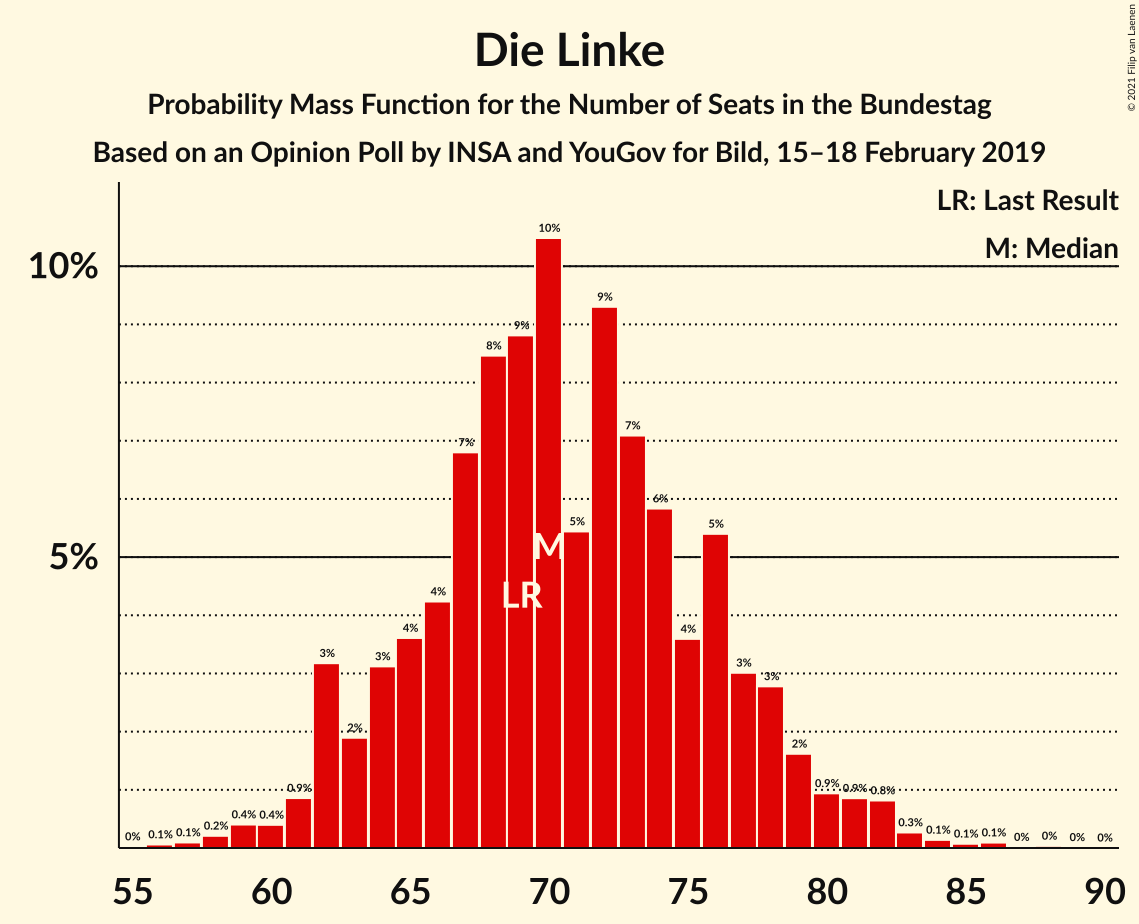 Die Linke
Probability Mass Function for the Number of Seats in the Bundestag
Based on an Opinion Poll by INSA and YouGov for Bild, 15–18 February 2019
© 2021 Filip van Laenen
LR: Last Result
M: Median
10%
5%
0% 0.1% 0.1% 0.2% 0.4% 0.4% 0.9% 3% 2% 3% 4% 4% 7% 8% 9% 10% 5% 9% 7% 6% 4% 5% 3% 3% 2% 0.9% 0.9% 0.8% 0.3% 0.1% 0.1% 0.1% 0% 0% 0% 0%
M
LR
55 60 65 70 75 80 85 90